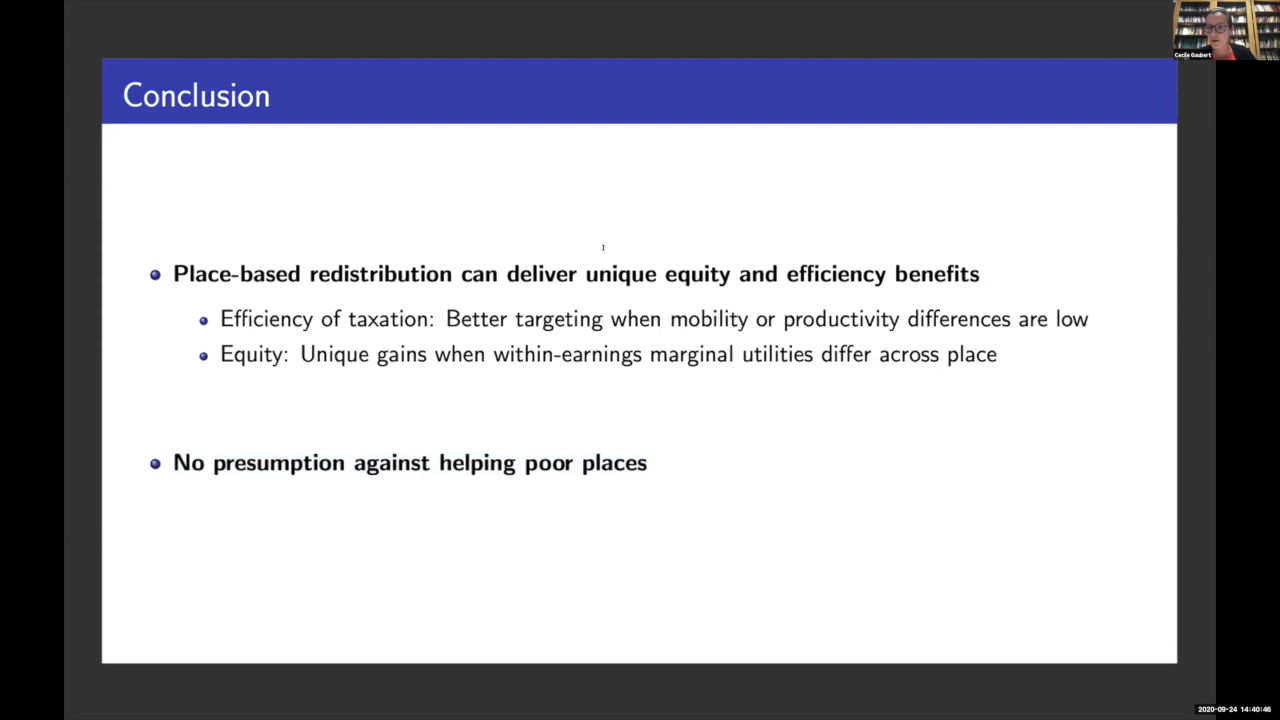 Cecile Gaubert
Conclusion
Place-based redistribution can deliver unique equity and efficiency benefits
Efficiency of taxation: Better targeting when mobility or productivity differences are low
Equity: Unique gains when within-earnings marginal utilities differ across place
No presumption against helping poor places
2020-09-24 14:40:46